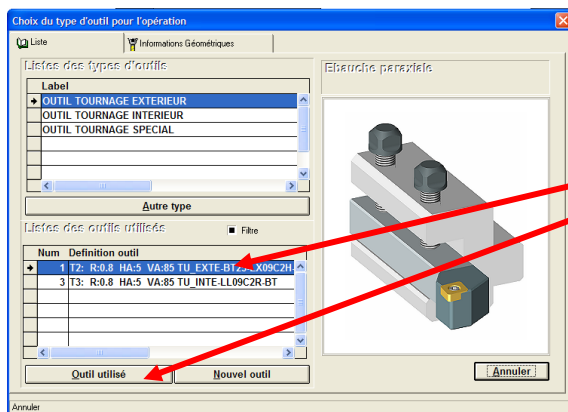 Choix du type d'outil pour l'opération
Liste
Informations Géométriques
Listes des types d'outils
Ebauche paraxiale
Label
OUTIL TOURNAGE EXTERIEUR
OUTIL TOURNAGE INTERIEUR
OUTIL TOURNAGE SPECIAL
Autre type
Listes des outils utilisés
Filtre
Num Definition outil
1 T2: R:0.8 HA:5 VA:85
3 T3: R:0.8 HA:5 VA:85 TU_INTE-LL09C2R-BT
Outil utilisé
Nouvel outil
Annuler
Annuler